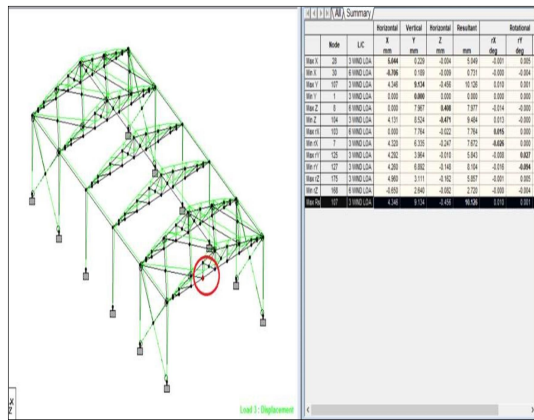 All Summary
Horizontal Vertical Horizontal Resultant Rotational
Node L/C X Y Z rX rY
mm mm mm mm deg deg
Max X 28 3 WIND LOA 5.044 0.229 -0.004 5.049 -0.001 0.005
Min X 30 6 WIND LOA -0.706 0.189 -0.009 0.731 -0.000 -0.004
Max Y 107 3 WIND LOA 4.346 9.134 -0.456 10.126 0.010 0.001
Min Y 1 3 WIND LOA 0.000 0.000 0.000 0.000 0.000 0.000
Max Z 8 6 WIND LOA 0.000 7.967 0.408 7.977 -0.014 -0.000
Min Z 104 3 WIND LOA 4.131 8.524 -0.471 9.484 0.013 -0.000
Max rX 103 6 WIND LOA 0.000 7.764 -0.022 7.764 0.015 0.000
Min rX 7 3 WIND LOA 4.320 6.335 -0.247 7.672 -0.026 0.000
Max rY 125 3 WIND LOA 4.282 3.964 -0.010 5.843 -0.008 0.027
Min rY 127 3 WIND LOA 4.260 6.892 -0.148 8.104 -0.016 -0.094
Max rZ 175 3 WIND LOA 4.960 3.111 -0.162 5.857 -0.001 0.005
Min rZ 168 6 WIND LOA -0.650 2.640 -0.082 2.720 -0.000 -0.004
Max Rs 107 3 WIND LOA 4.346 9.134 -0.456 10.126 0.010 0.001
X
Z
Load 3 : Displacement